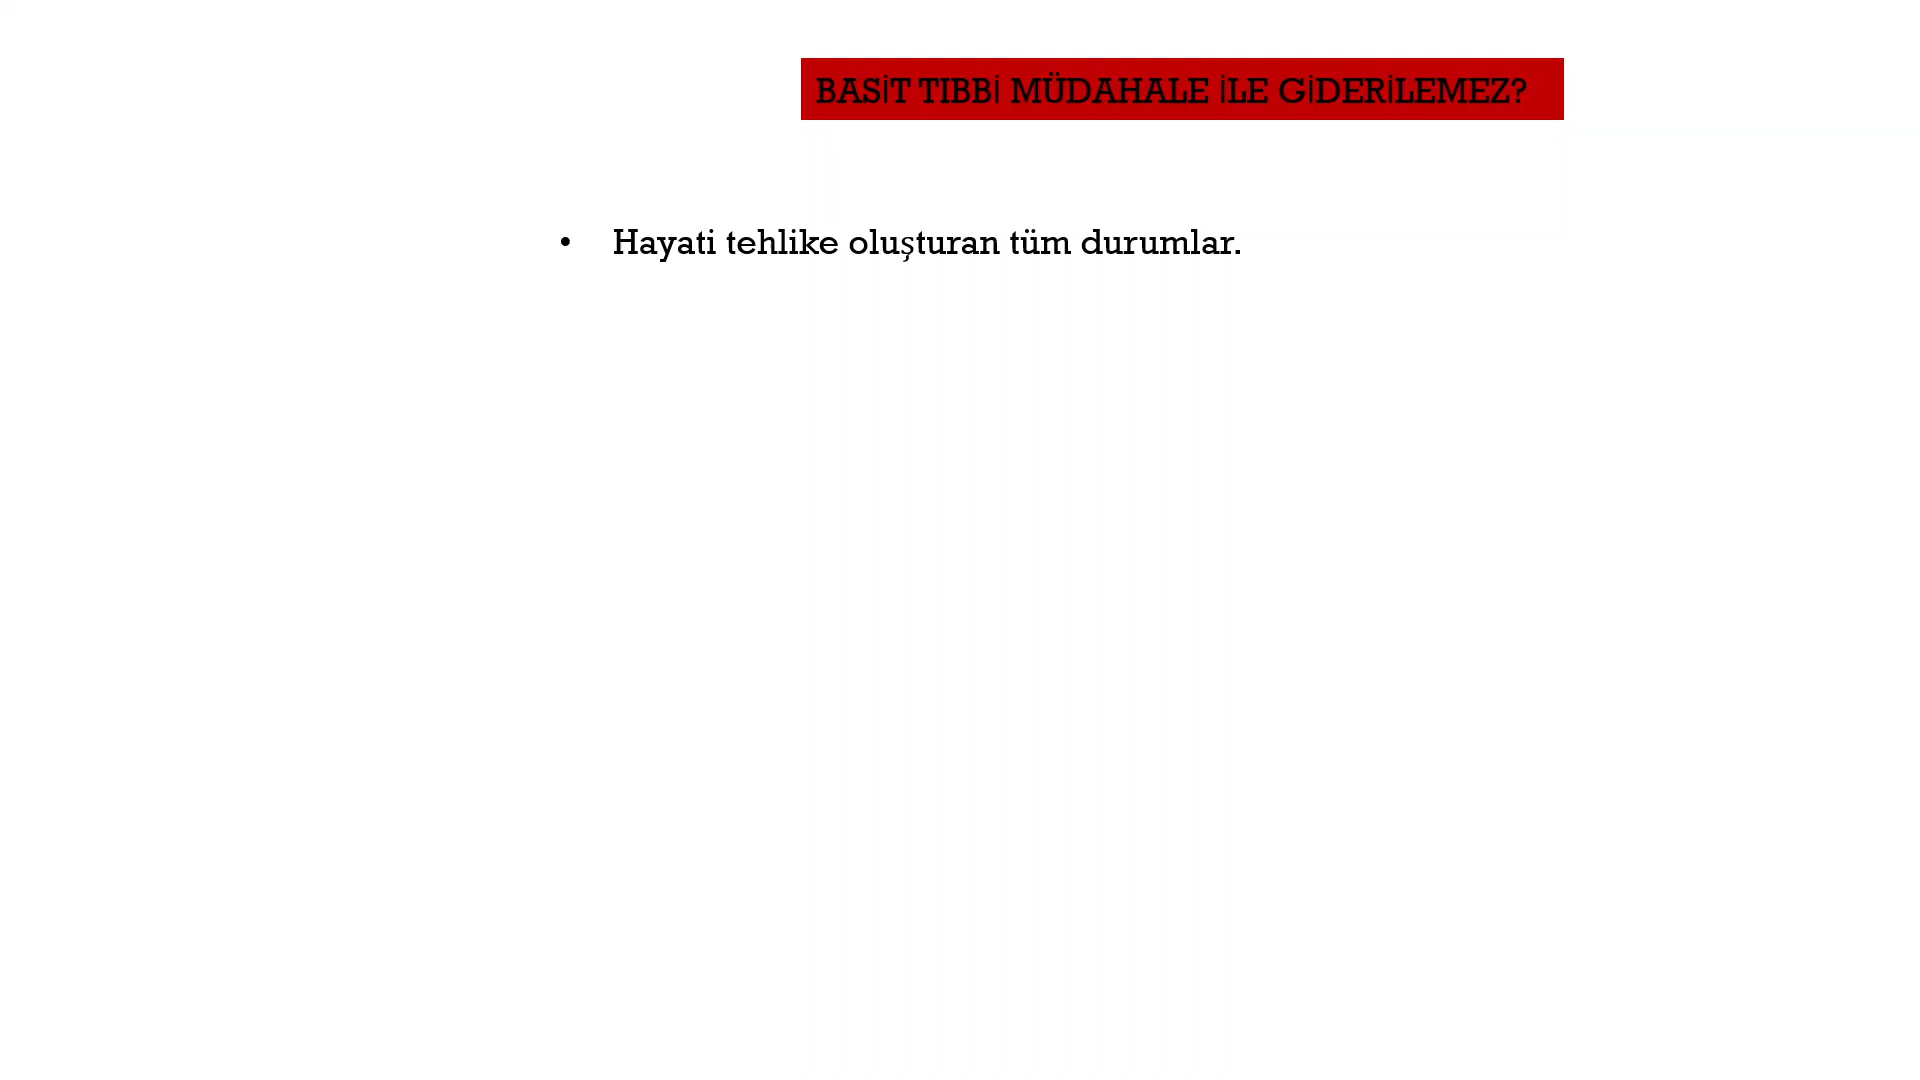 BASİT TIBBİ MÜDAHALE İLE GİDERİLEMEZ?
• Hayati tehlike oluşturan tüm durumlar.